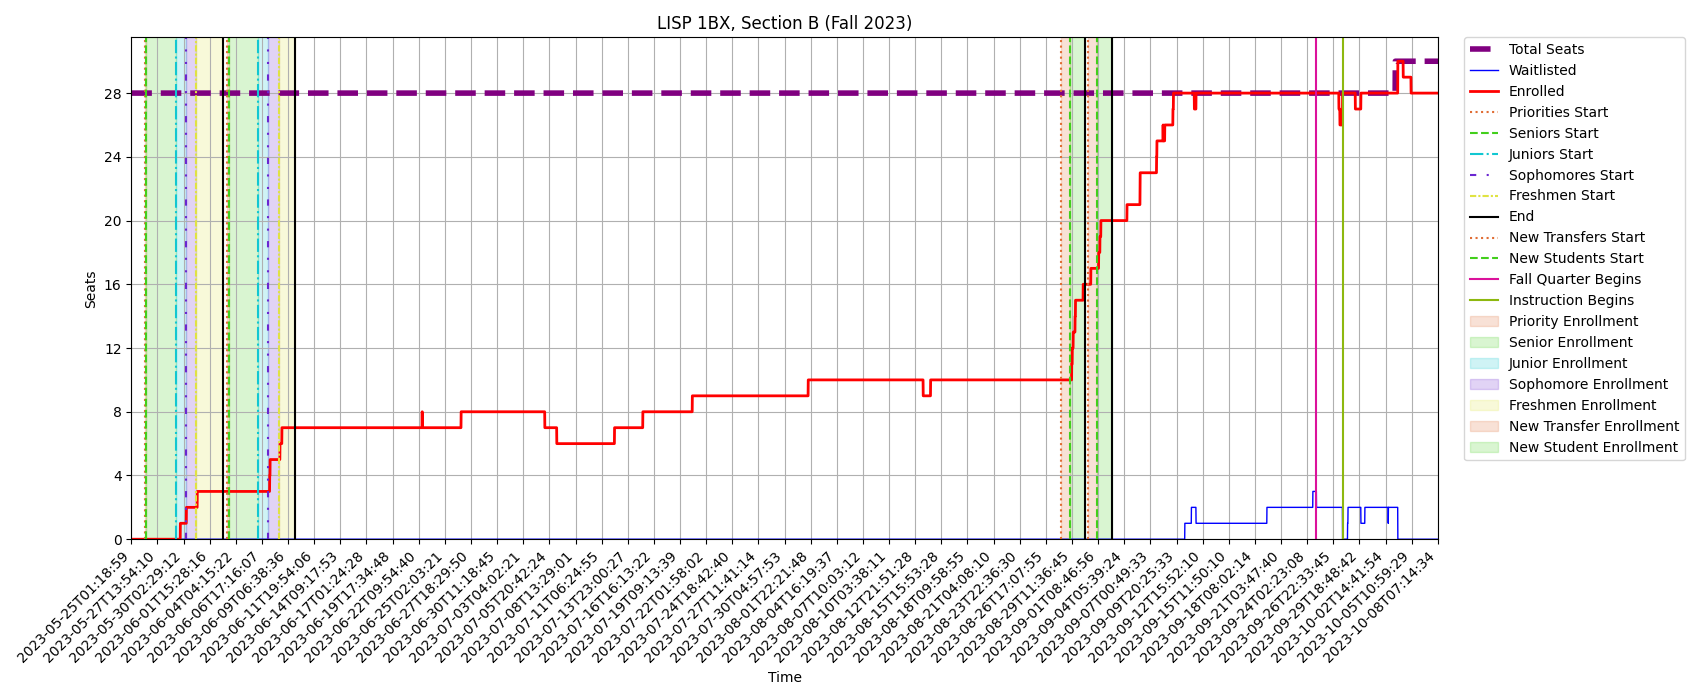 LISP 1BX, Section B (Fall 2023)
Seats
28
24
20
16
12
8
4
0
2023-05-25T01:18:59
2023-05-27T13:54:10
2023-05-30T02:29:12
2023-06-01T15:28:16
2023-06-04T04:15:22
2023-06-06T17:16:07
2023-06-09T06:38:36
2023-06-11T19:54:06
2023-06-14T09:17:53
2023-06-17T01:24:28
2023-06-19T17:34:48
2023-06-22T09:54:40
2023-06-25T02:03:21
2023-06-27T18:29:50
2023-06-30T11:18:45
2023-07-03T04:02:21
2023-07-05T20:42:24
2023-07-08T13:29:01
2023-07-11T06:24:55
2023-07-13T23:00:27
2023-07-16T16:13:22
2023-07-19T09:13:39
2023-07-22T01:58:02
2023-07-24T18:42:40
2023-07-27T11:41:14
2023-07-30T04:57:53
2023-08-01T22:21:48
2023-08-04T16:19:37
2023-08-07T10:03:12
2023-08-10T03:38:11
2023-08-12T21:51:28
2023-08-15T15:53:28
2023-08-18T09:58:55
2023-08-21T04:08:10
2023-08-23T22:36:30
2023-08-26T17:07:55
2023-08-29T11:36:45
2023-09-01T08:46:56
2023-09-04T05:39:24
2023-09-07T00:49:33
2023-09-09T20:25:33
2023-09-12T15:52:10
2023-09-15T11:50:10
2023-09-18T08:02:14
2023-09-21T03:47:40
2023-09-24T02:23:08
2023-09-26T22:33:45
2023-09-29T18:48:42
2023-10-02T14:41:54
2023-10-05T10:59:29
2023-10-08T07:14:34
Time
Total Seats
Waitlisted
Enrolled
Priorities Start
Seniors Start
Juniors Start
Sophomores Start
Freshmen Start
End
New Transfers Start
New Students Start
Fall Quarter Begins
Instruction Begins
Priority Enrollment
Senior Enrollment
Junior Enrollment
Sophomore Enrollment
Freshmen Enrollment
New Transfer Enrollment
New Student Enrollment